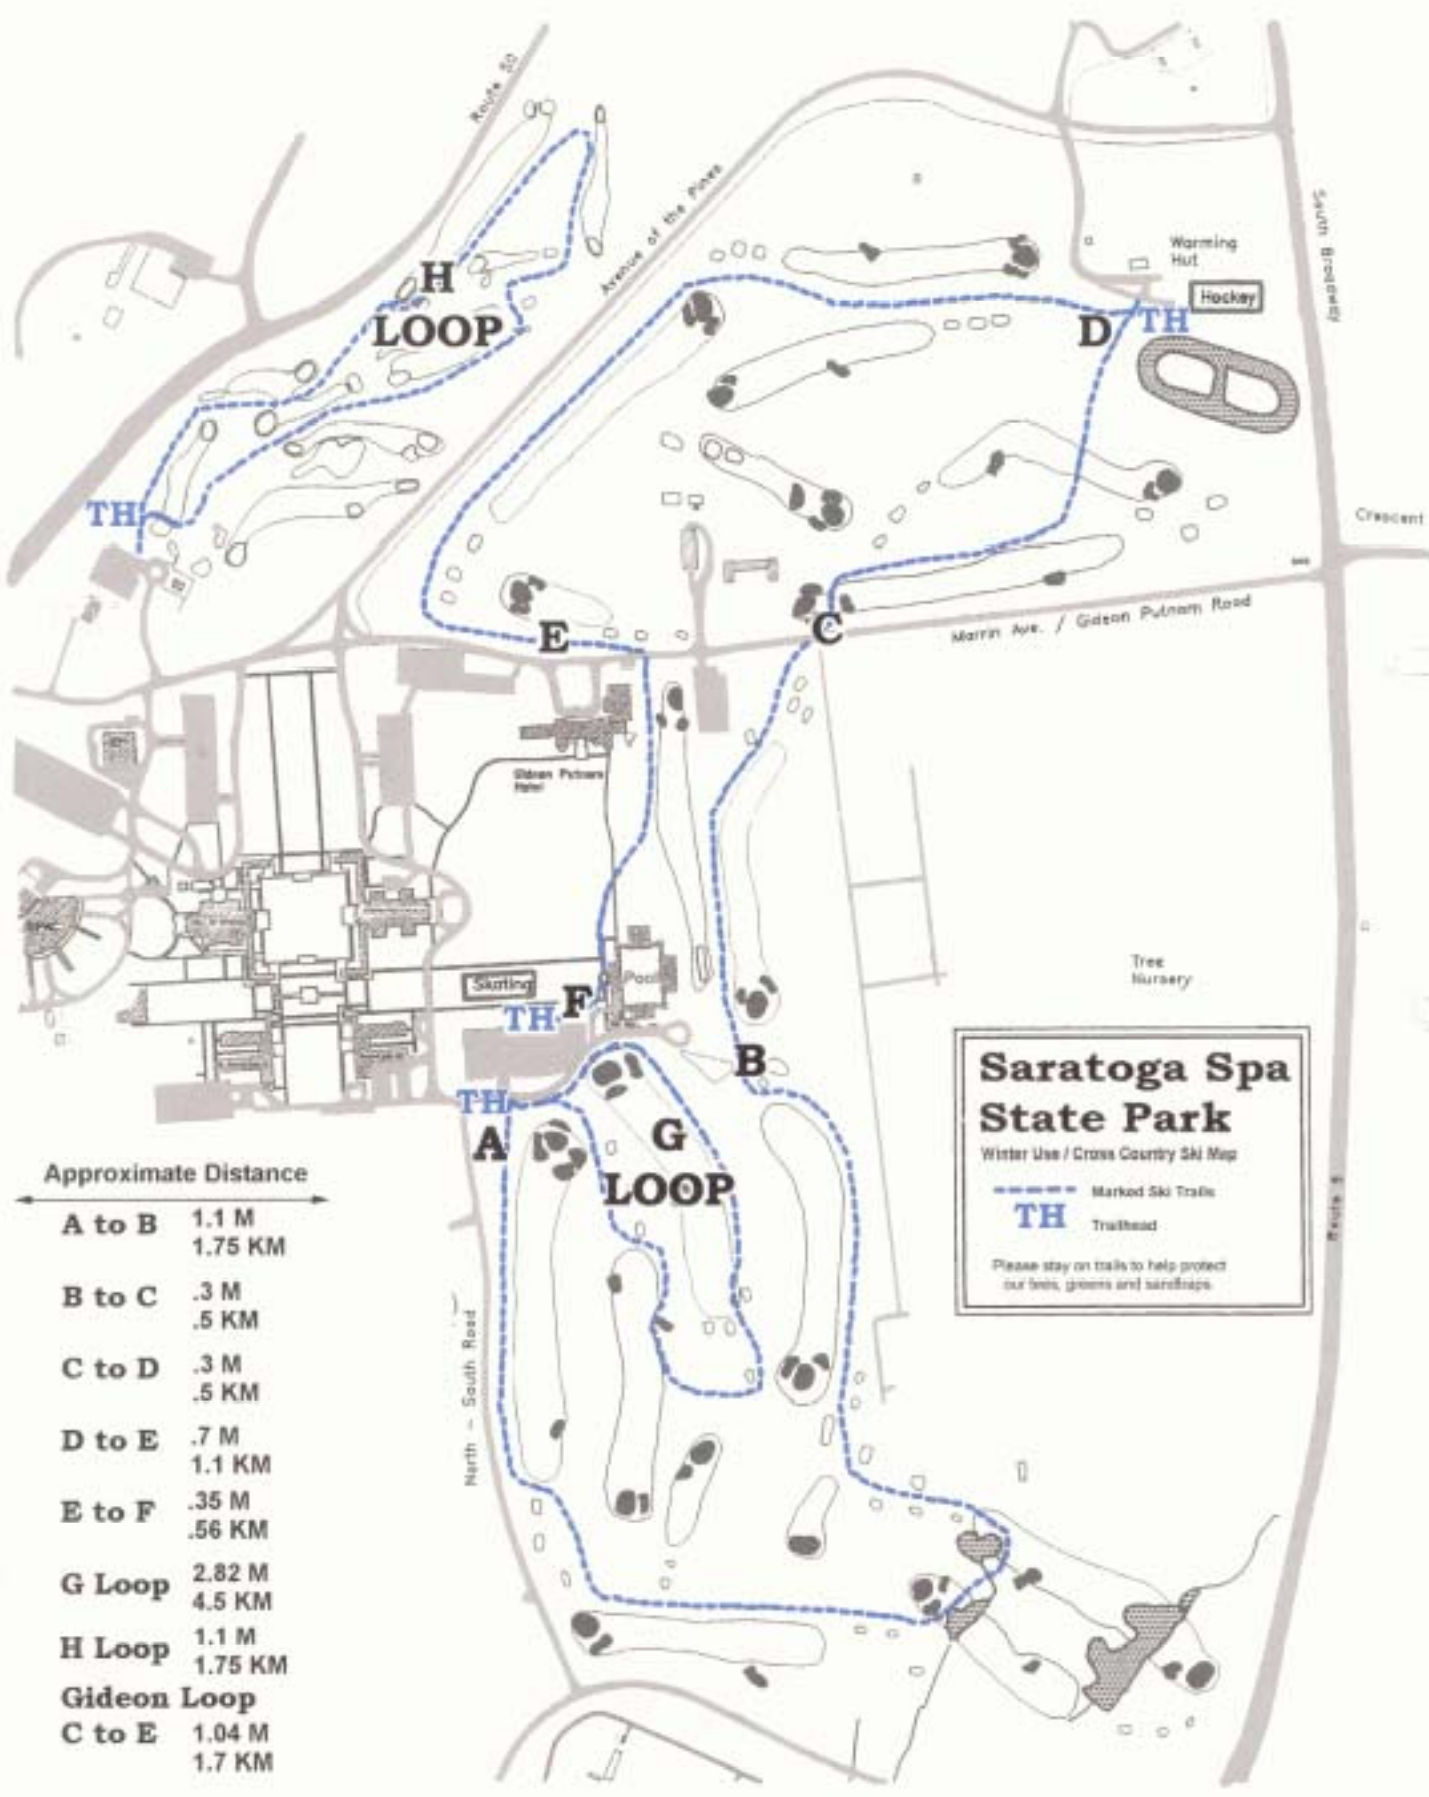 Route 50
Avenue of the Pines
South Broadway
Warming
Hut
Hockey
H
LOOP
D
TH
TH
Crescent
E
C
Marrin Ave. / Gideon Putnam Road
Gideon Putnam
Hotel
Tree
Nursery
Skating
Pool
F
TH
B
TH
A
G
LOOP
Saratoga Spa
State Park
Winter Use / Cross Country Ski Map
Marked Ski Trails
TH
Trailhead
Please stay on trails to help protect
our tees, greens and sandtraps.
North - South Road
Approximate Distance
A to B 1.1 M
1.75 KM
B to C .3 M
.5 KM
C to D .3 M
.5 KM
D to E .7 M
1.1 KM
E to F .35 M
.56 KM
G Loop 2.82 M
4.5 KM
H Loop 1.1 M
1.75 KM
Gideon Loop
C to E 1.04 M
1.7 KM